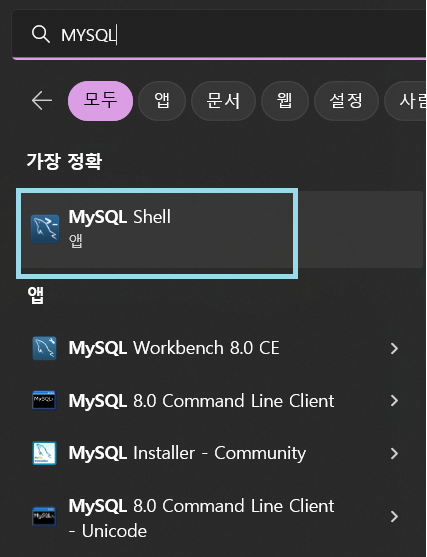 MYSQL
모두 앱 문서 웹 설정 사람
가장 정확
MySQL Shell
앱
앱
MySQL Workbench 8.0 CE
MySQL 8.0 Command Line Client
MySQL Installer - Community
MySQL 8.0 Command Line Client
- Unicode